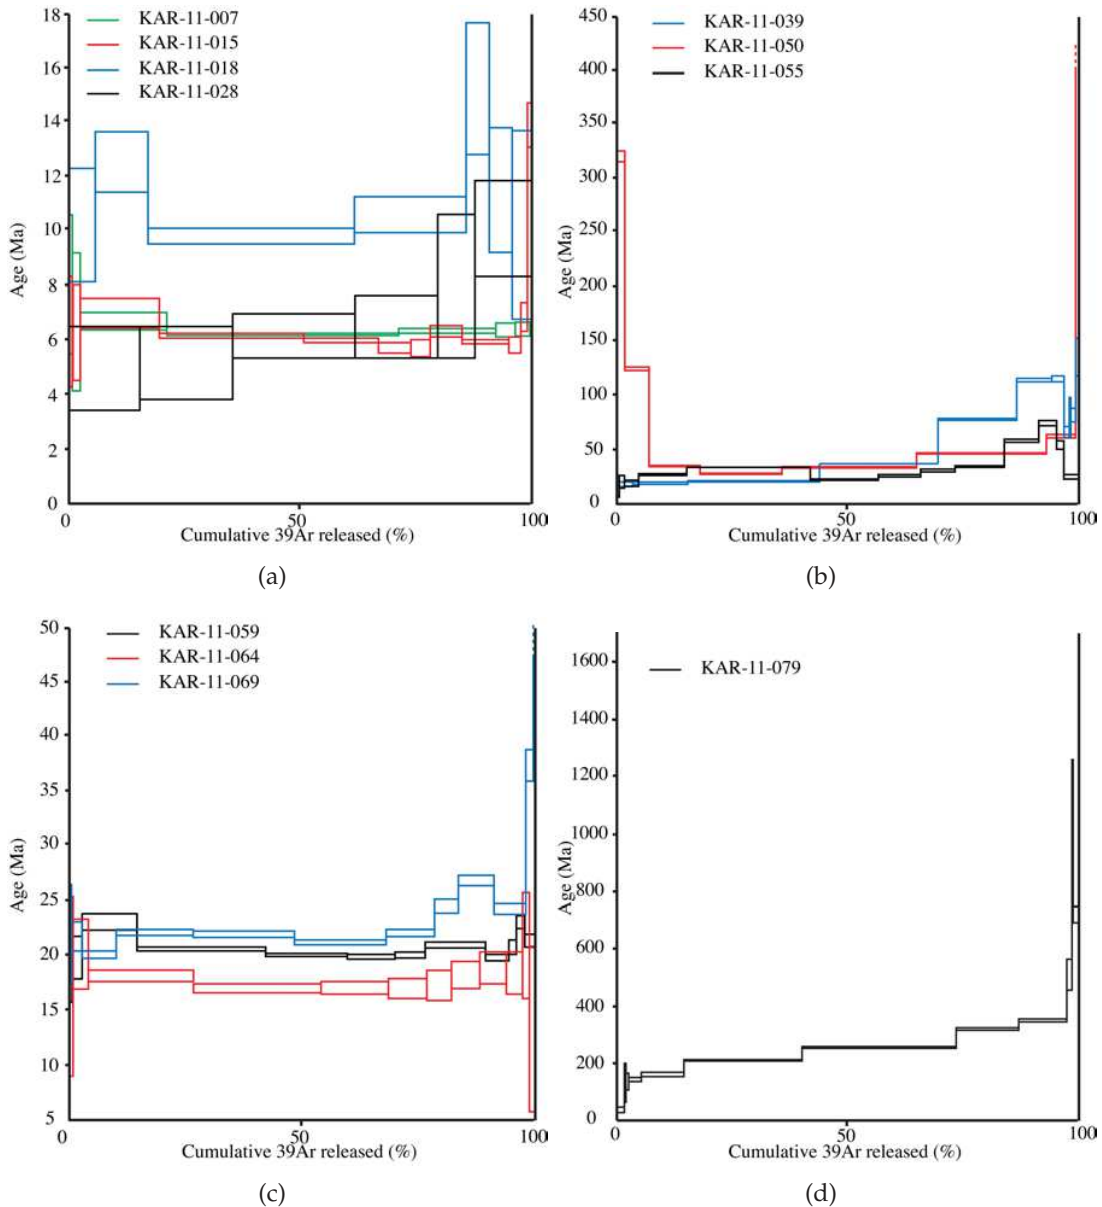 18
16
14
12
10
8
6
4
2
0
Age (Ma)
KAR-11-007
KAR-11-015
KAR-11-018
KAR-11-028
0 50 100
Cumulative 39Ar released (%)
(a)
450
400
350
300
250
200
150
100
50
0
Age (Ma)
KAR-11-039
KAR-11-050
KAR-11-055
0 50 100
Cumulative 39Ar released (%)
(b)
50
45
40
35
30
25
20
15
10
5
Age (Ma)
KAR-11-059
KAR-11-064
KAR-11-069
0 50 100
Cumulative 39Ar released (%)
(c)
1600
1400
1200
1000
800
600
400
200
0
Age (Ma)
KAR-11-079
0 50 100
Cumulative 39Ar released (%)
(d)